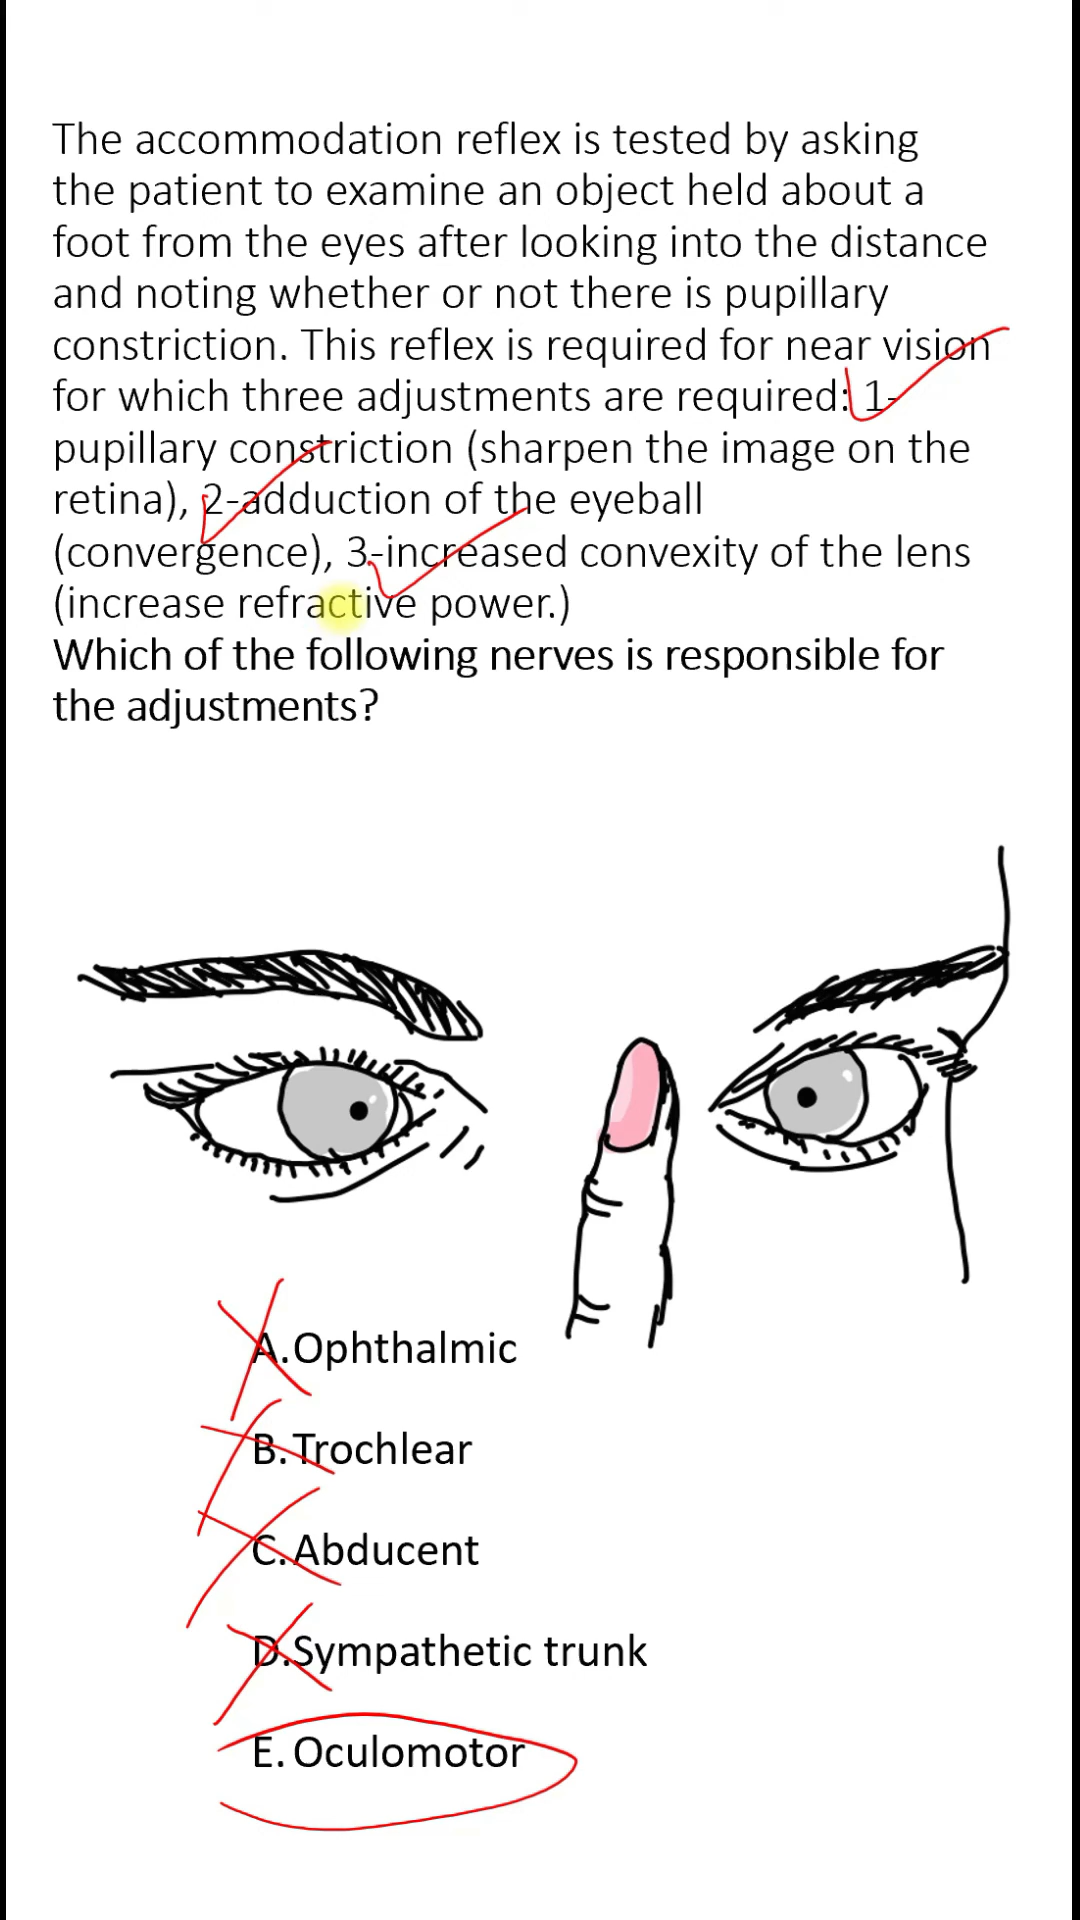 The accommodation reflex is tested by asking
the patient to examine an object held about a
foot from the eyes after looking into the distance
and noting whether or not there is pupillary
constriction. This reflex is required for near vision
for which three adjustments are required: 1-
pupillary constriction (sharpen the image on the
retina), 2-adduction of the eyeball
(convergence), 3-increased convexity of the lens
(increase refractive power.)
Which of the following nerves is responsible for
the adjustments?
A. Ophthalmic
B. Trochlear
C. Abducent
D. Sympathetic trunk
E. Oculomotor